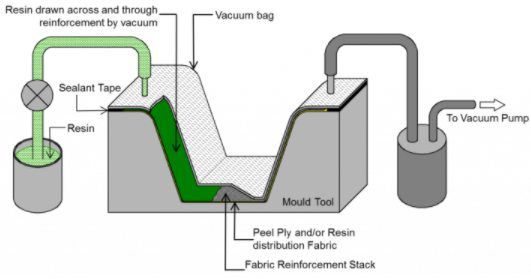 Resin drawn across and through
reinforcement by vacuum
Vacuum bag
Sealant Tape
Resin
To Vacuum Pump
Mould Tool
Peel Ply and/or Resin
distribution Fabric
Fabric Reinforcement Stack